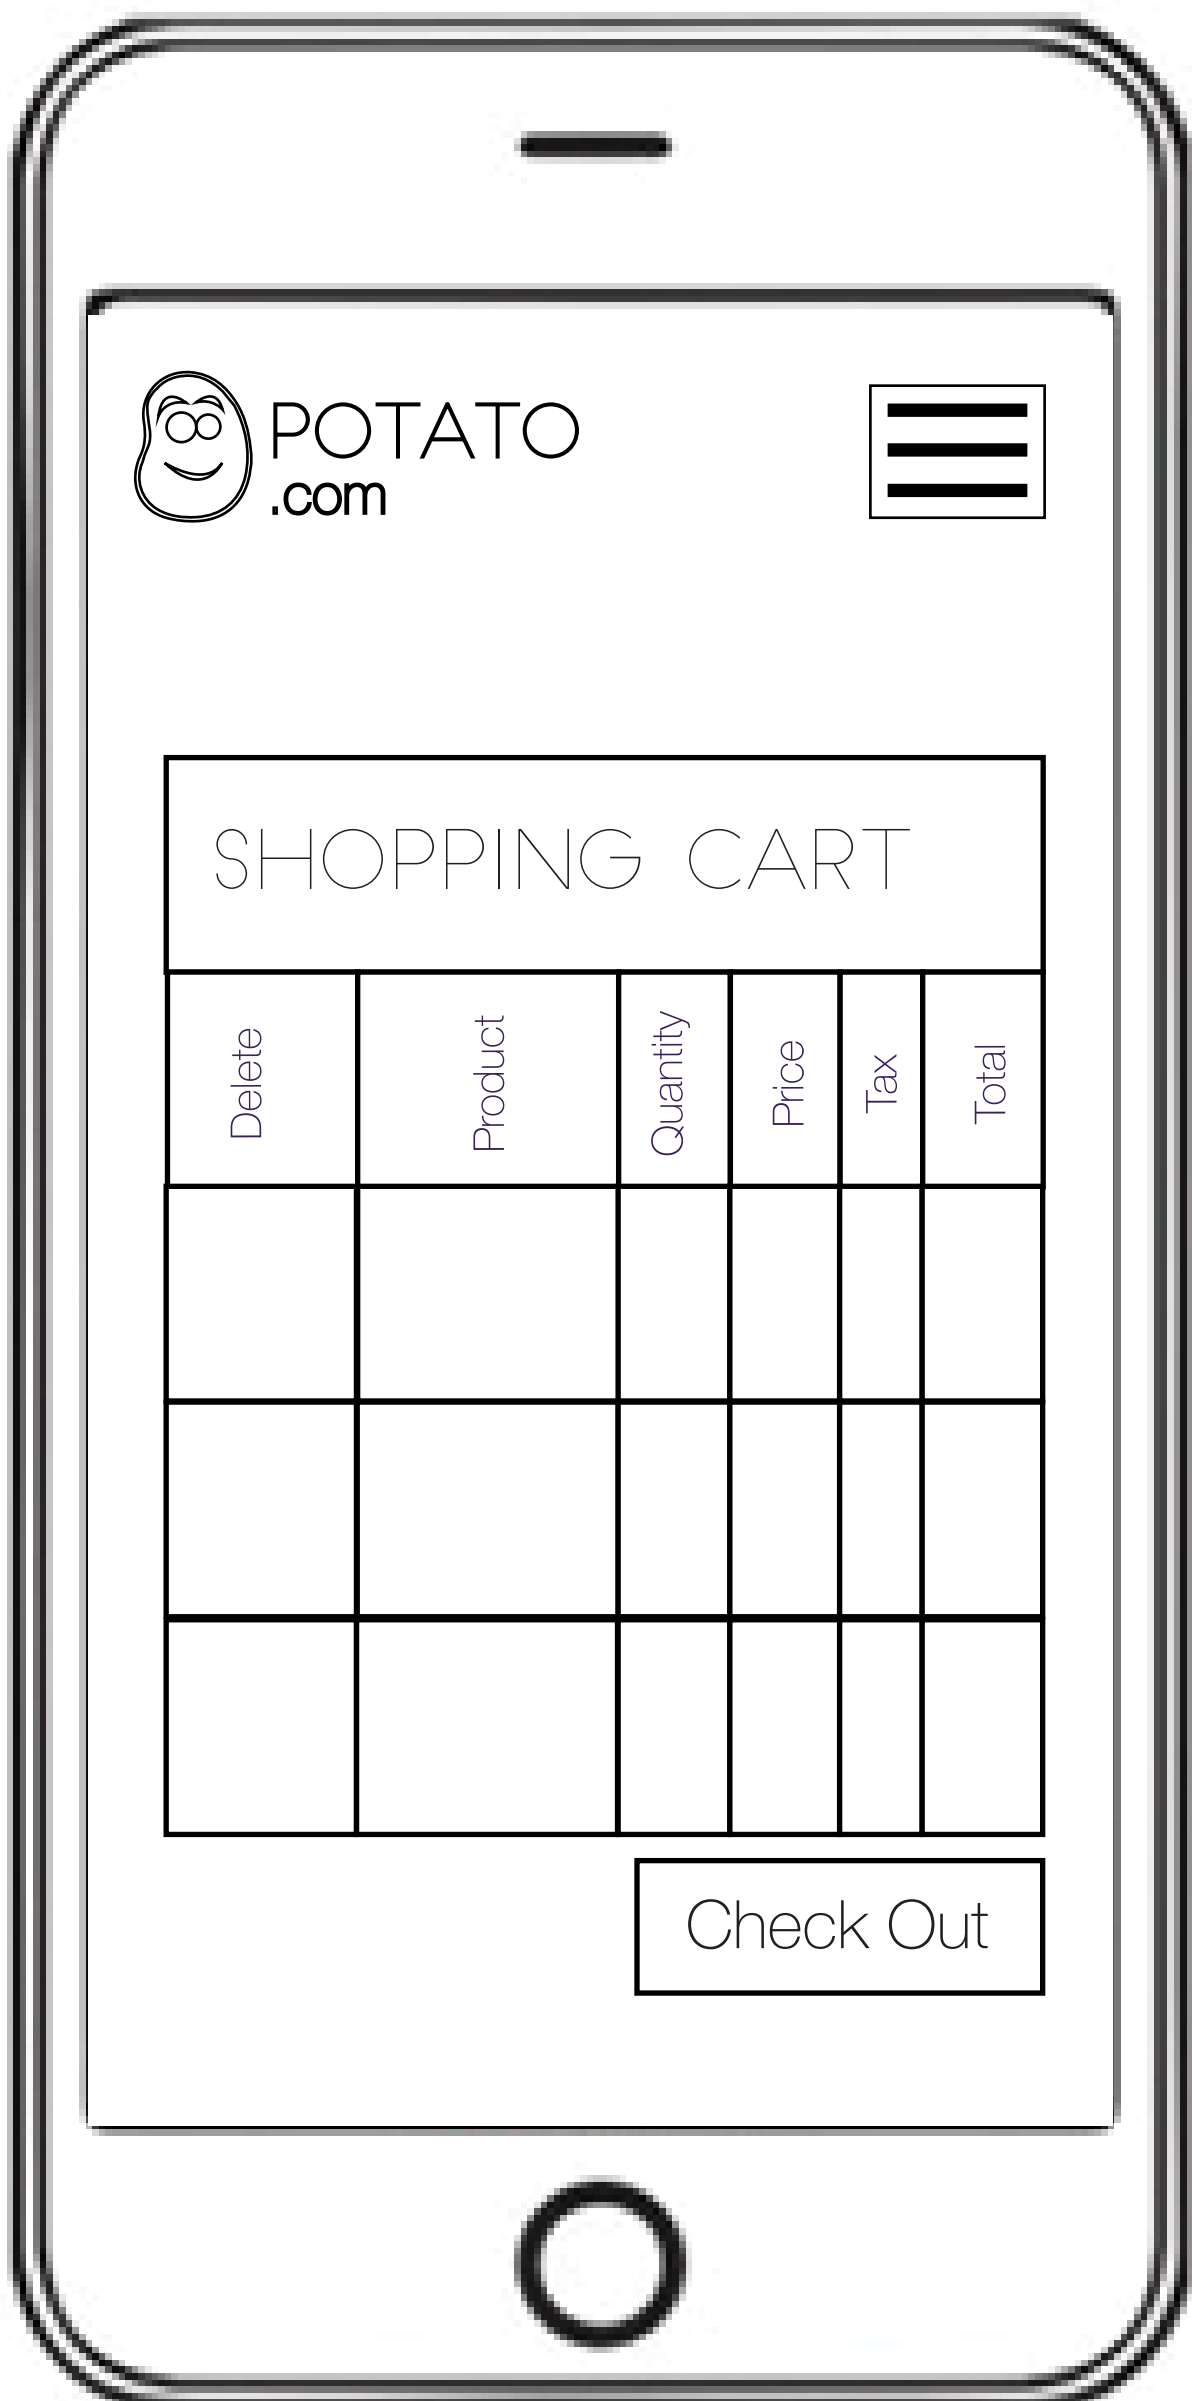 POTATO
.com
SHOPPING CART
Delete
Product
Quantity
Price
Tax
Total
Check Out